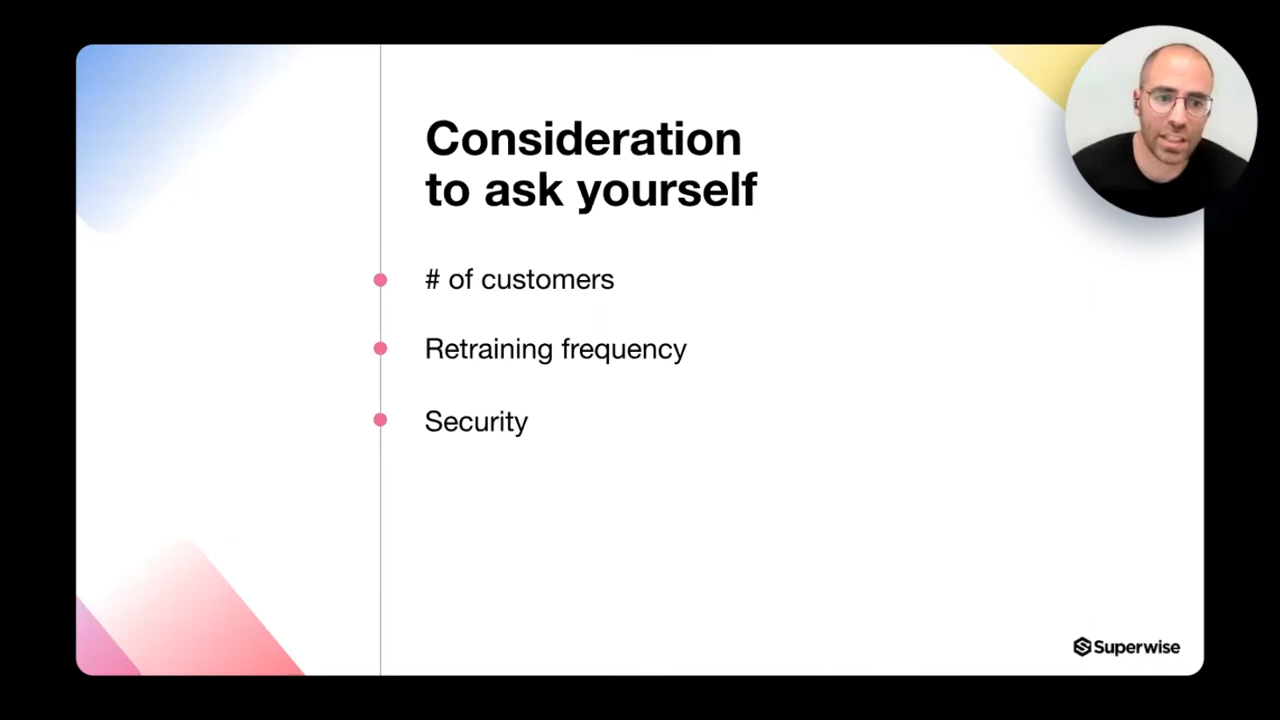 Consideration
to ask yourself
# of customers
Retraining frequency
Security
Superwise